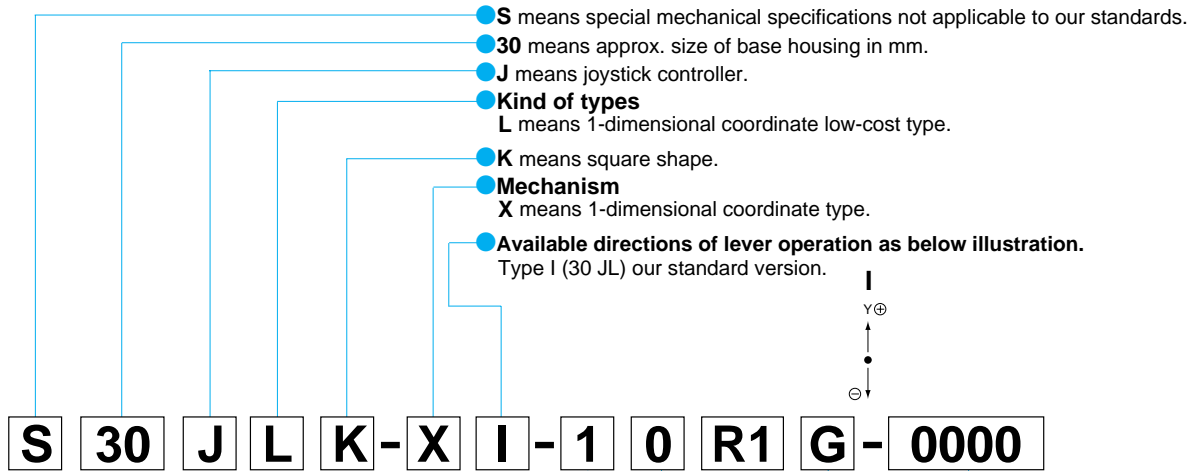 S means special mechanical specifications not applicable to our standards.
30 means approx. size of base housing in mm.
J means joystick controller.
Kind of types
L means 1-dimensional coordinate low-cost type.
K means square shape.
Mechanism
X means 1-dimensional coordinate type.
Available directions of lever operation as below illustration.
Type I (30 JL) our standard version.
I
Y⊕
⊖
S 30 J L K - X I - 1 0 R1 G - 0000